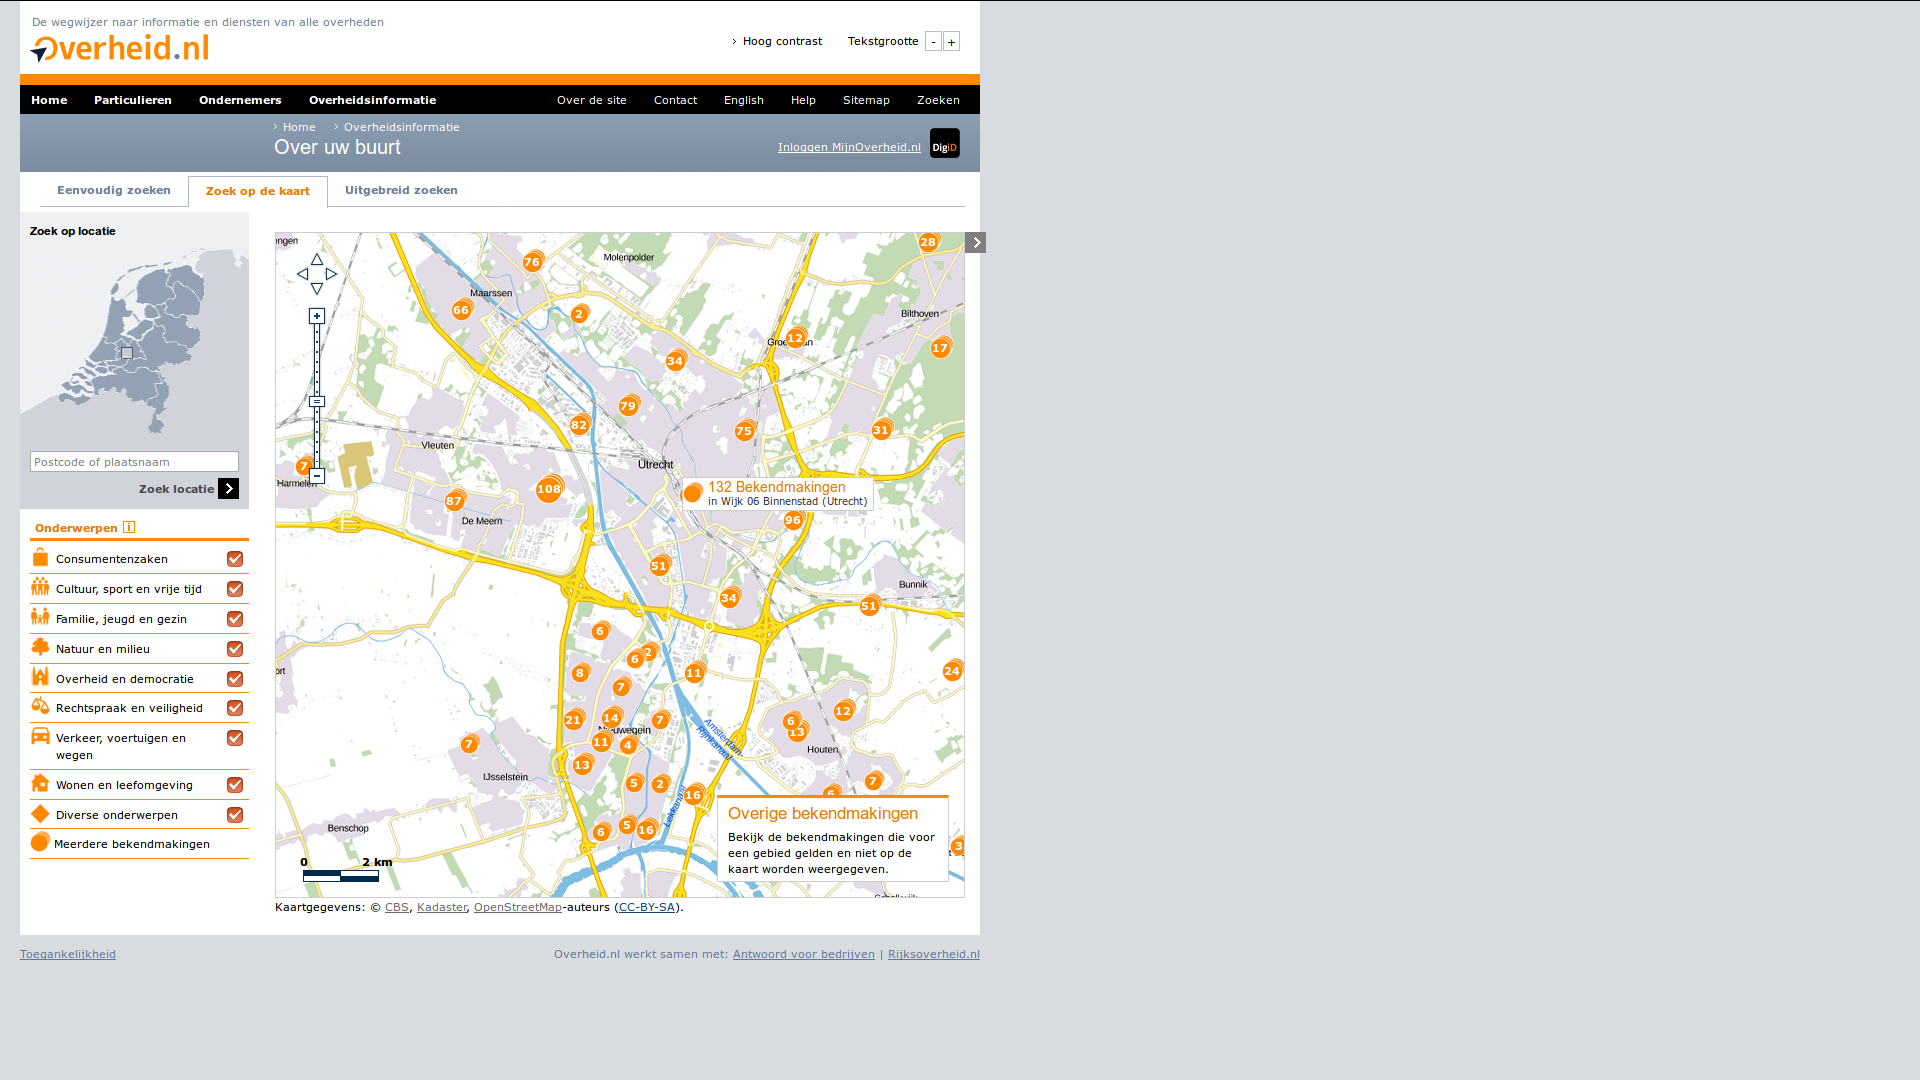 De wegwijzer naar informatie en diensten van alle overheden
Overheid.nl
Hoog contrast
Tekstgrootte - +
Home Particulieren Ondernemers Overheidsinformatie
Over de site Contact English Help Sitemap Zoeken
Home Overheidsinformatie
Over uw buurt
Inloggen MijnOverheid.nl
DigiD
Eenvoudig zoeken
Zoek op de kaart
Uitgebreid zoeken
Zoek op locatie
Postcode of plaatsnaam
Zoek locatie
Onderwerpen i
Consumentenzaken
Cultuur, sport en vrije tijd
Familie, jeugd en gezin
Natuur en milieu
Overheid en democratie
Rechtspraak en veiligheid
Verkeer, voertuigen en
wegen
Wonen en leefomgeving
Diverse onderwerpen
Meerdere bekendmakingen
28
76
Molenpolder
Maarssen
66
2
Bilthoven
12
17
34
79
82
75
31
Vleuten
Utrecht
7
Harmelen
108
87
132 Bekendmakingen
in Wijk 06 Binnenstad (Utrecht)
De Meern
96
51
Bunnik
34
51
6
2
6
8
11
24
7
12
21
14
7
6
13
Nieuwegein
11
4
7
Houten
13
IJsselstein
5
2
7
16
6
Lekkanaal
Amsterdam-
Rijnkanaal
5
6
16
Benschop
3
0 2 km
Overige bekendmakingen
Bekijk de bekendmakingen die voor
een gebied gelden en niet op de
kaart worden weergegeven.
Kaartgegevens: © CBS, Kadaster, OpenStreetMap-auteurs (CC-BY-SA).
Toegankelijkheid
Overheid.nl werkt samen met: Antwoord voor bedrijven | Rijksoverheid.nl